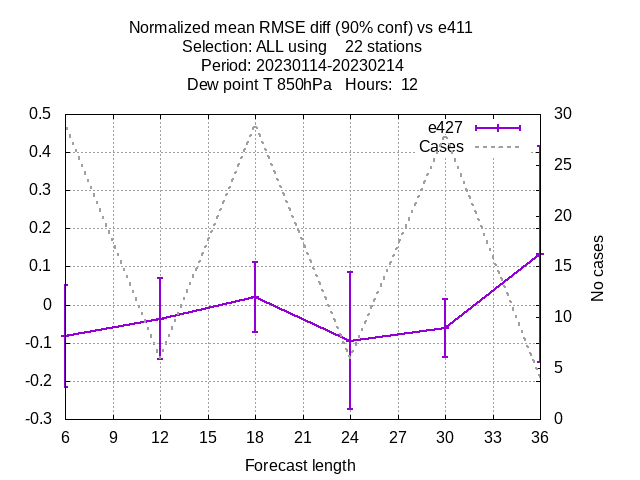 Normalized mean RMSE diff (90% conf) vs e411
Selection: ALL using    22 stations
Period: 20230114-20230214
Dew point T 850hPa   Hours:  12
0.5
0.4
0.3
0.2
0.1
0
-0.1
-0.2
-0.3
30
25
20
15
10
5
0
e427
Cases
No cases
6 9 12 15 18 21 24 27 30 33 36
Forecast length